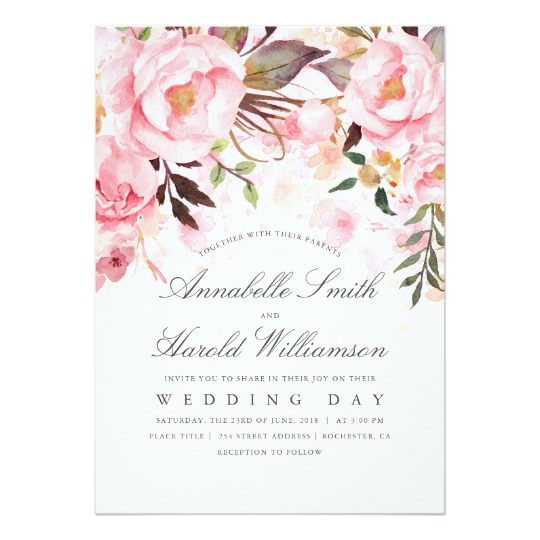 TOGETHER WITH THEIR PARENTS
Annabelle Smith
AND
Harold Williamson
INVITE YOU TO SHARE IN THEIR JOY ON THEIR
WEDDING DAY
SATURDAY, THE 23RD OF JUNE, 2018 | AT 3:00 PM
PLACE TITLE | 254 STREET ADDRESS | ROCHESTER, CA
RECEPTION TO FOLLOW